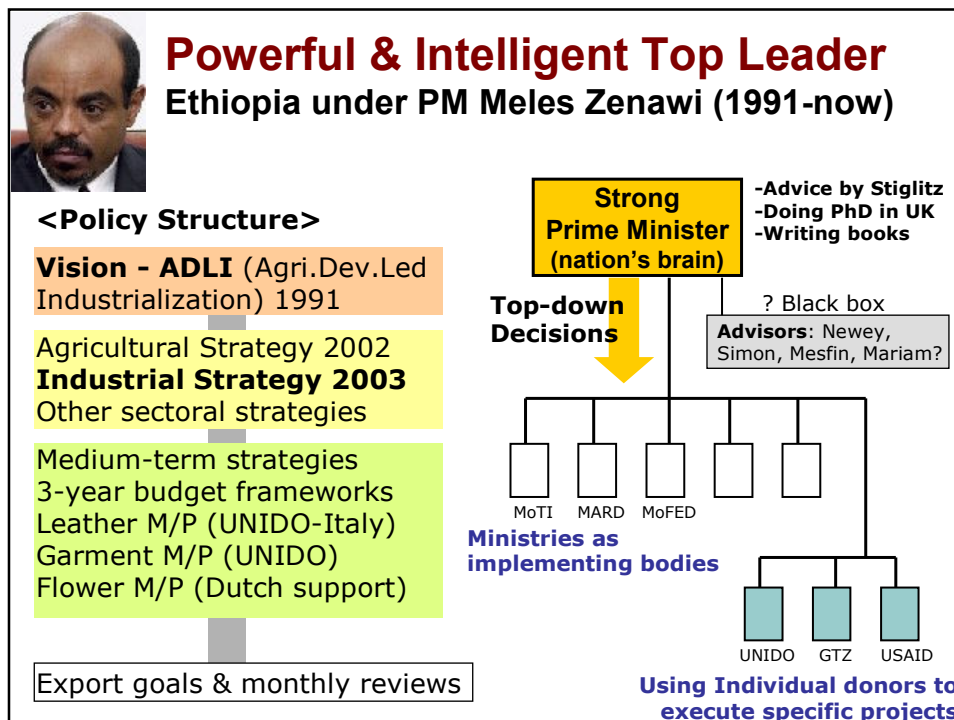 Powerful & Intelligent Top Leader
Ethiopia under PM Meles Zenawi (1991-now)
<Policy Structure>
Vision - ADLI (Agri.Dev.Led
Industrialization) 1991
Agricultural Strategy 2002
Industrial Strategy 2003
Other sectoral strategies
Medium-term strategies
3-year budget frameworks
Leather M/P (UNIDO-Italy)
Garment M/P (UNIDO)
Flower M/P (Dutch support)
Export goals & monthly reviews
Strong
Prime Minister
(nation's brain)
-Advice by Stiglitz
-Doing PhD in UK
-Writing books
Top-down
Decisions
? Black box
Advisors: Newey,
Simon, Mesfin, Mariam?
MoTI MARD MoFED
Ministries as
implementing bodies
UNIDO GTZ USAID
Using Individual donors to
execute specific projects